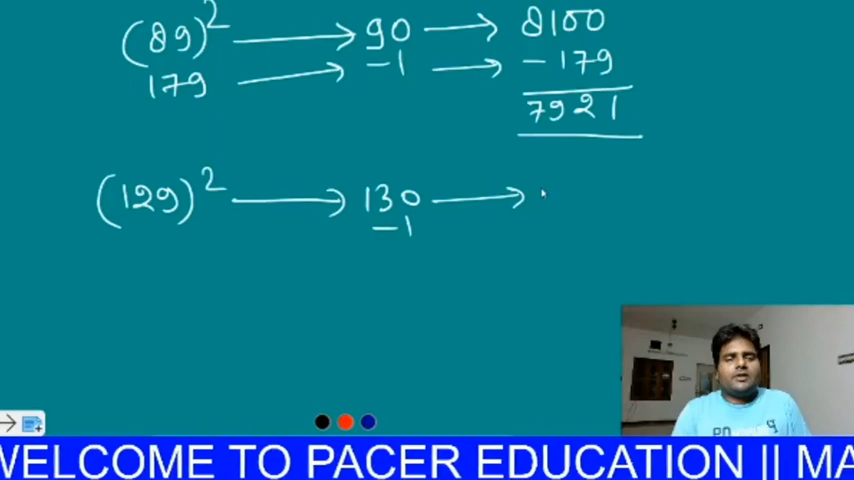 (89)² → 90 → 8100
179 → -1 → - 179
7921
(129)² → 130 →
-1
WELCOME TO PACER EDUCATION || MA